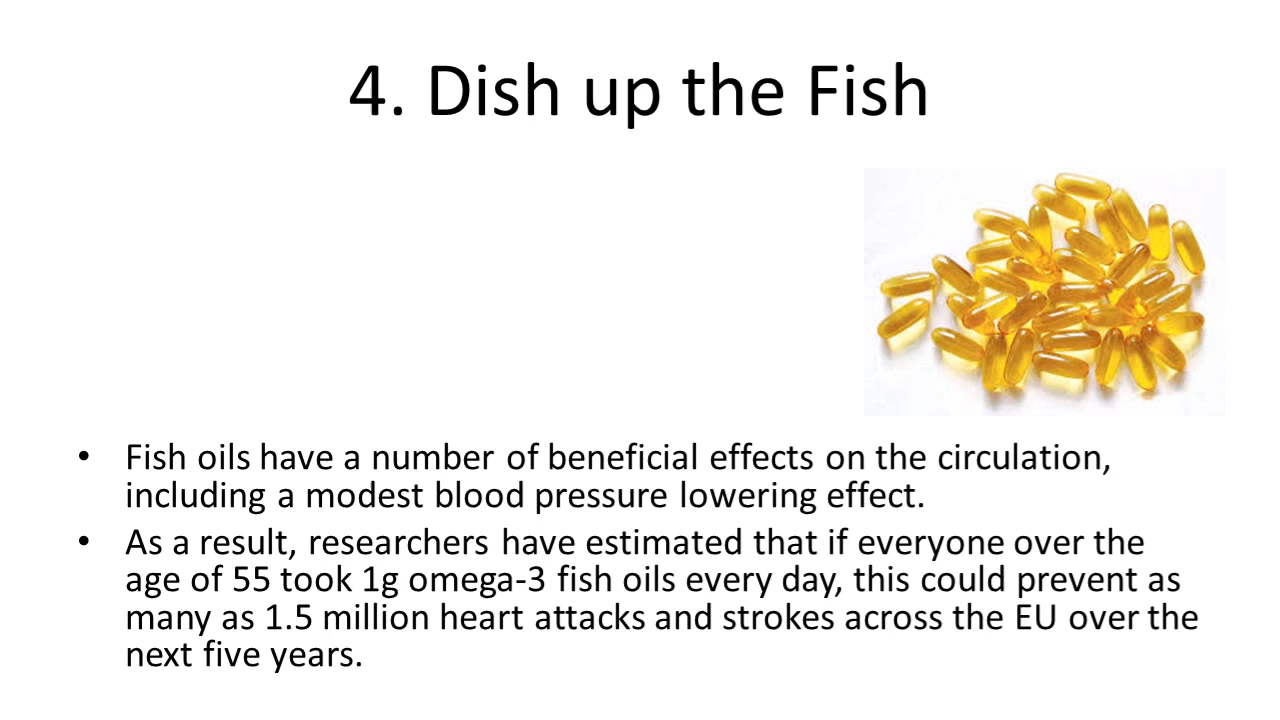 4. Dish up the Fish
• Fish oils have a number of beneficial effects on the circulation,
including a modest blood pressure lowering effect.
• As a result, researchers have estimated that if everyone over the
age of 55 took 1g omega-3 fish oils every day, this could prevent as
many as 1.5 million heart attacks and strokes across the EU over the
next five years.